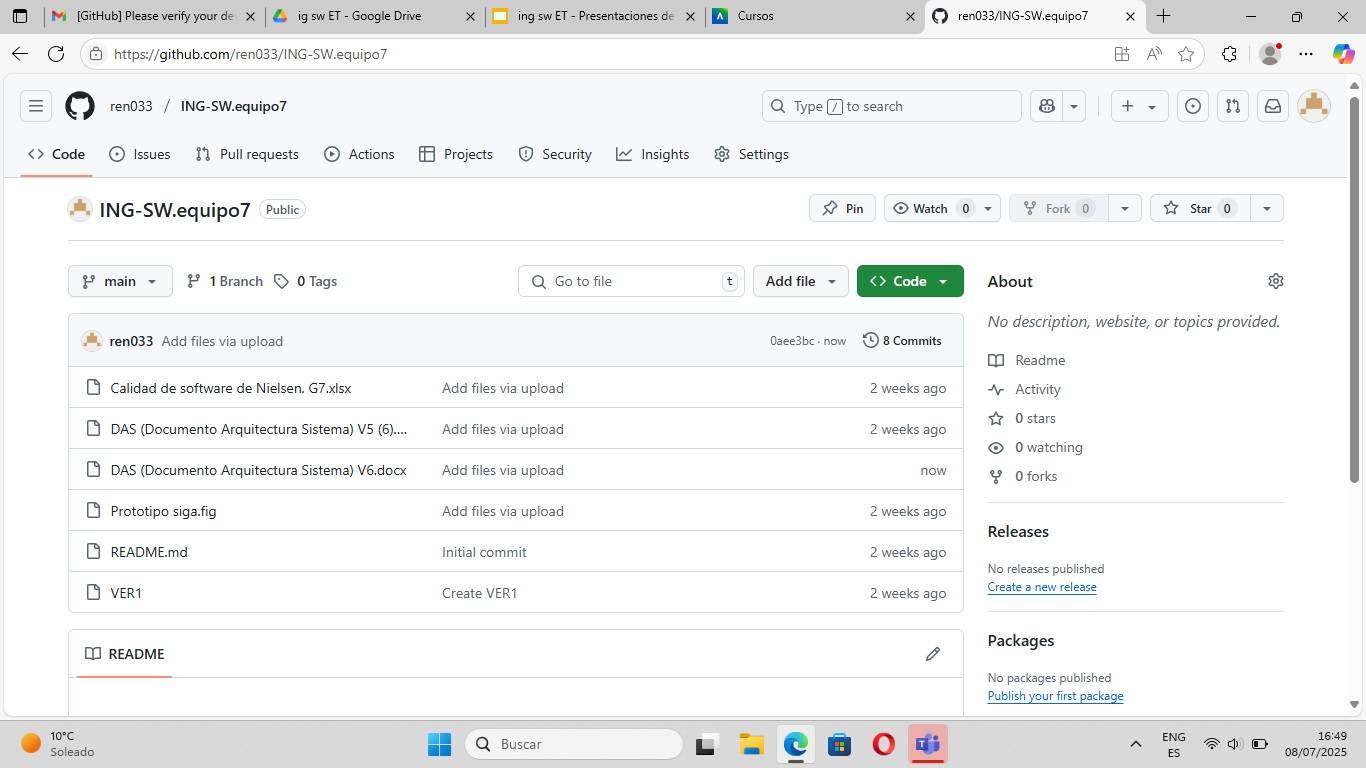 [GitHub] Please verify your de
ig sw ET - Google Drive
ing sw ET - Presentaciones de
Cursos
ren033/ING-SW.equipo7
https://github.com/ren033/ING-SW.equipo7
ren033 / ING-SW.equipo7
Type / to search
Code
Issues
Pull requests
Actions
Projects
Security
Insights
Settings
ING-SW.equipo7 Public
Pin
Watch 0
Fork 0
Star 0
main
1 Branch
0 Tags
Go to file t
Add file
Code
ren033 Add files via upload 0aee3bc · now 8 Commits
Calidad de software de Nielsen. G7.xlsx Add files via upload 2 weeks ago
DAS (Documento Arquitectura Sistema) V5 (6).... Add files via upload 2 weeks ago
DAS (Documento Arquitectura Sistema) V6.docx Add files via upload now
Prototipo siga.fig Add files via upload 2 weeks ago
README.md Initial commit 2 weeks ago
VER1 Create VER1 2 weeks ago
README
About
No description, website, or topics provided.
Readme
Activity
0 stars
0 watching
0 forks
Releases
No releases published
Create a new release
Packages
No packages published
Publish your first package
10°C
Soleado
Buscar
ENG
ES
16:49
08/07/2025